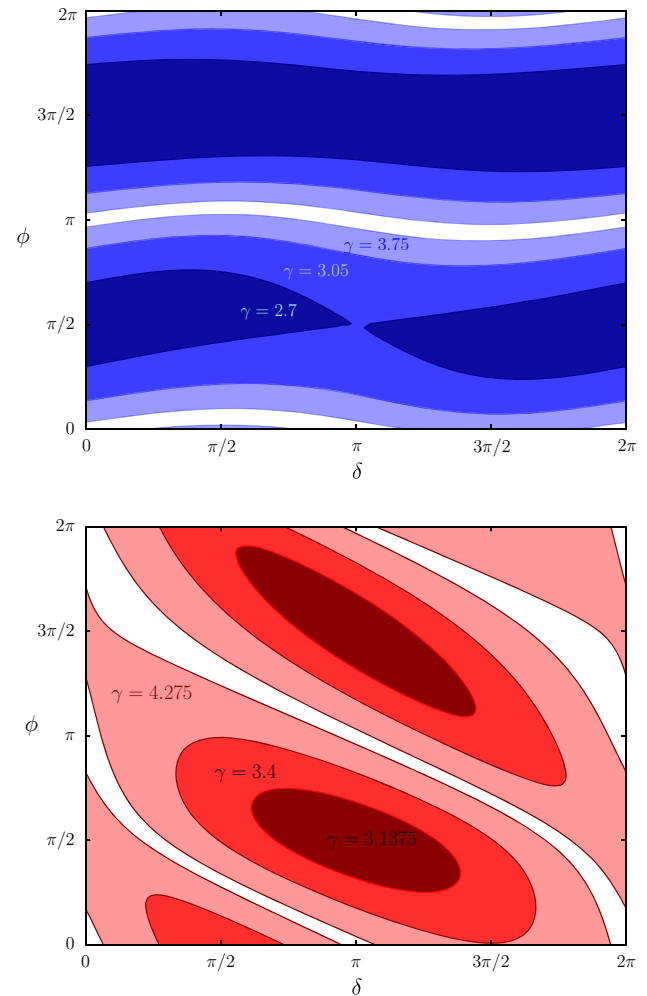 2π
3π/2
π
ϕ
γ = 3.75
γ = 3.05
γ = 2.7
π/2
0
0 π/2 π 3π/2 2π
δ
2π
3π/2
γ = 4.275
ϕ
π
γ = 3.4
γ = 3.1375
π/2
0
0 π/2 π 3π/2 2π
δ